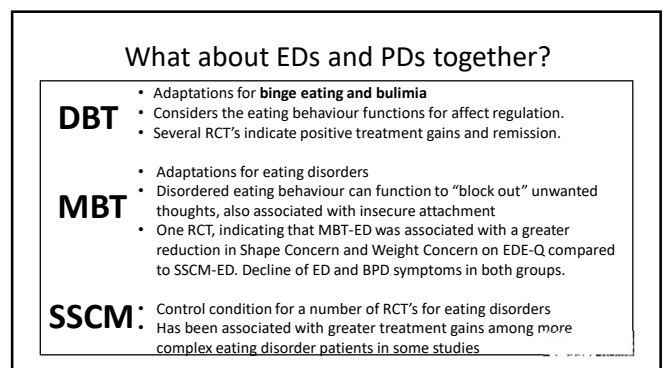 What about EDs and PDs together?
DBT
• Adaptations for binge eating and bulimia
• Considers the eating behaviour functions for affect regulation.
• Several RCT's indicate positive treatment gains and remission.
MBT
• Adaptations for eating disorders
• Disordered eating behaviour can function to “block out” unwanted
thoughts, also associated with insecure attachment
• One RCT, indicating that MBT-ED was associated with a greater
reduction in Shape Concern and Weight Concern on EDE-Q compared
to SSCM-ED. Decline of ED and BPD symptoms in both groups.
SSCM
• Control condition for a number of RCT's for eating disorders
• Has been associated with greater treatment gains among more
complex eating disorder patients in some studies